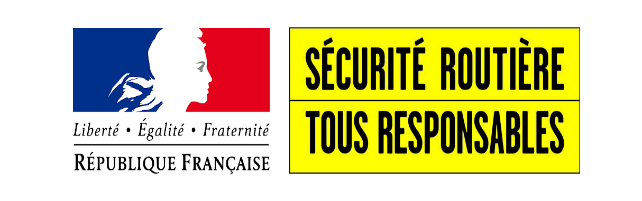 Liberté • Égalité • Fraternité
RÉPUBLIQUE FRANÇAISE
SÉCURITÉ ROUTIÈRE
TOUS RESPONSABLES